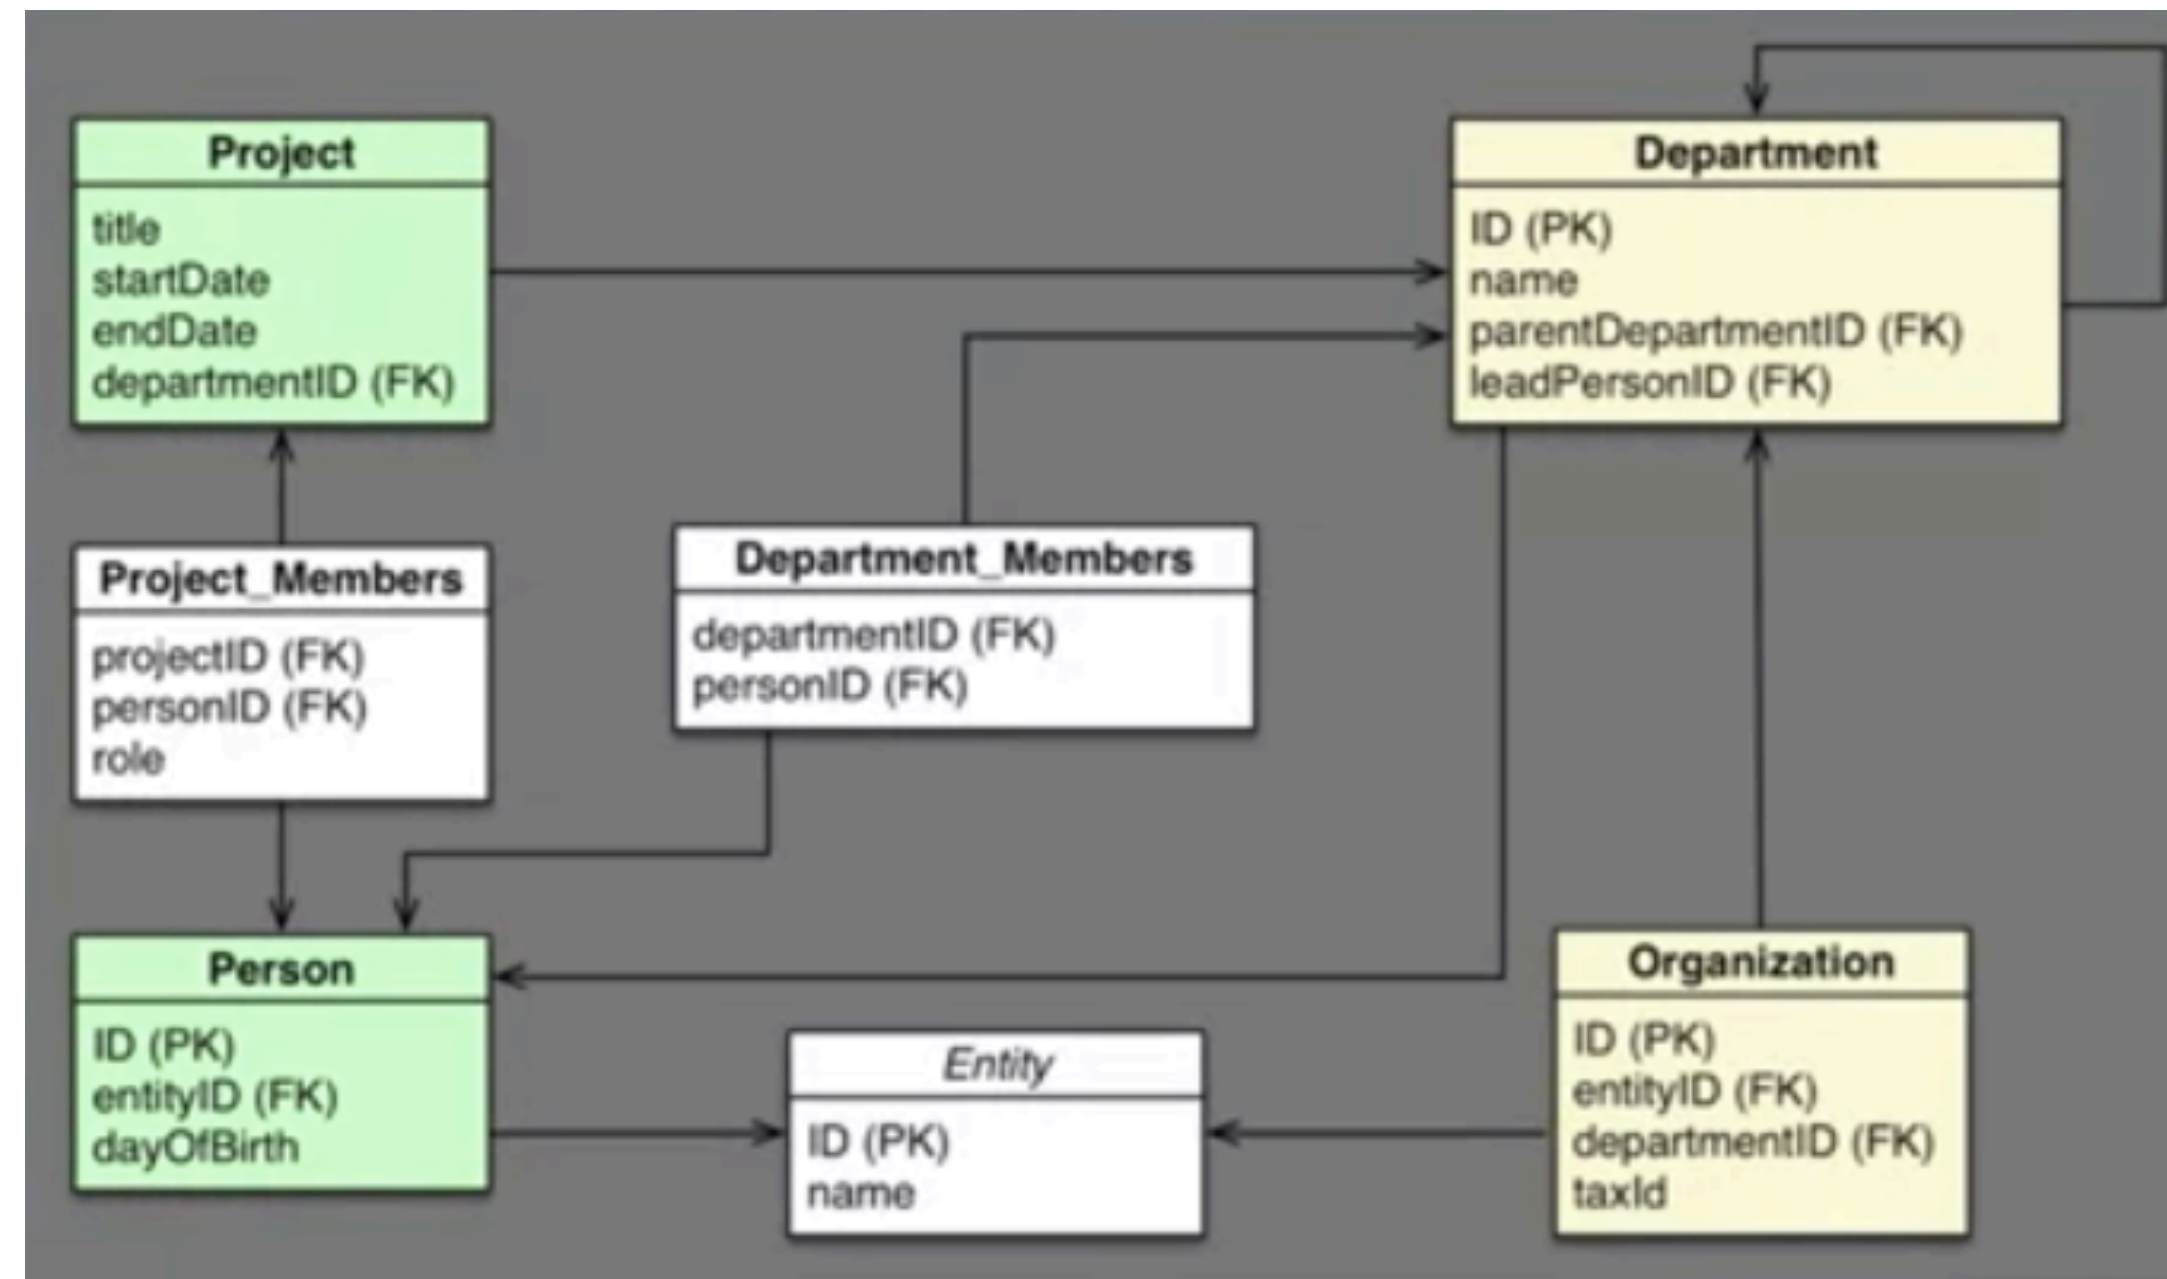 Project
title
startDate
endDate
departmentID (FK)
Department
ID (PK)
name
parentDepartmentID (FK)
leadPersonID (FK)
Project_Members
projectID (FK)
personID (FK)
role
Department_Members
departmentID (FK)
personID (FK)
Person
ID (PK)
entityID (FK)
dayOfBirth
Entity
ID (PK)
name
Organization
ID (PK)
entityID (FK)
departmentID (FK)
taxId